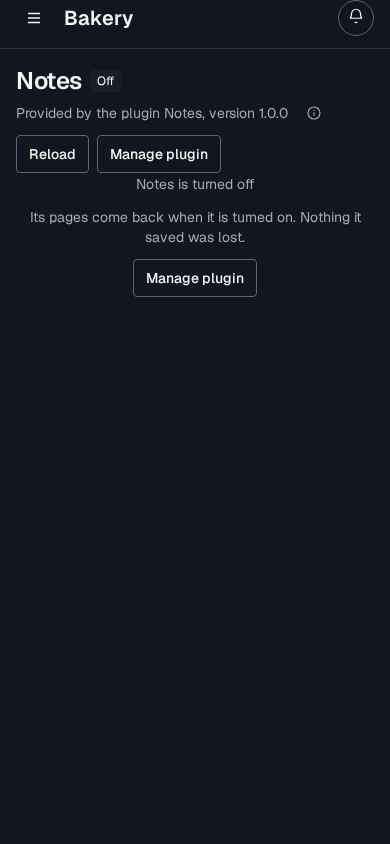 Bakery
Notes Off
Provided by the plugin Notes, version 1.0.0
Reload Manage plugin
Notes is turned off
Its pages come back when it is turned on. Nothing it
saved was lost.
Manage plugin